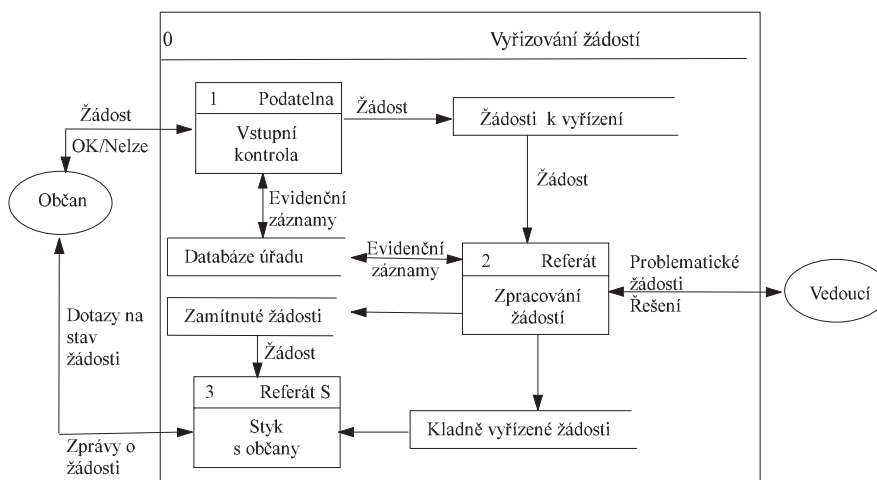 0 Vyřizování žádostí
1 Podatelna
Vstupní
kontrola
Žádost
OK/Nelze
Občan
Žádost
Žádosti k vyřízení
Žádost
Evidenční
záznamy
Databáze úřadu
Evidenční
záznamy
2 Referát
Zpracování
žádostí
Problematické
žádosti
Řešení
Vedoucí
Zamítnuté žádosti
Žádost
Dotazy na
stav
žádosti
3 Referát S
Styk
s občany
Kladně vyřízené žádosti
Zprávy o
žádosti